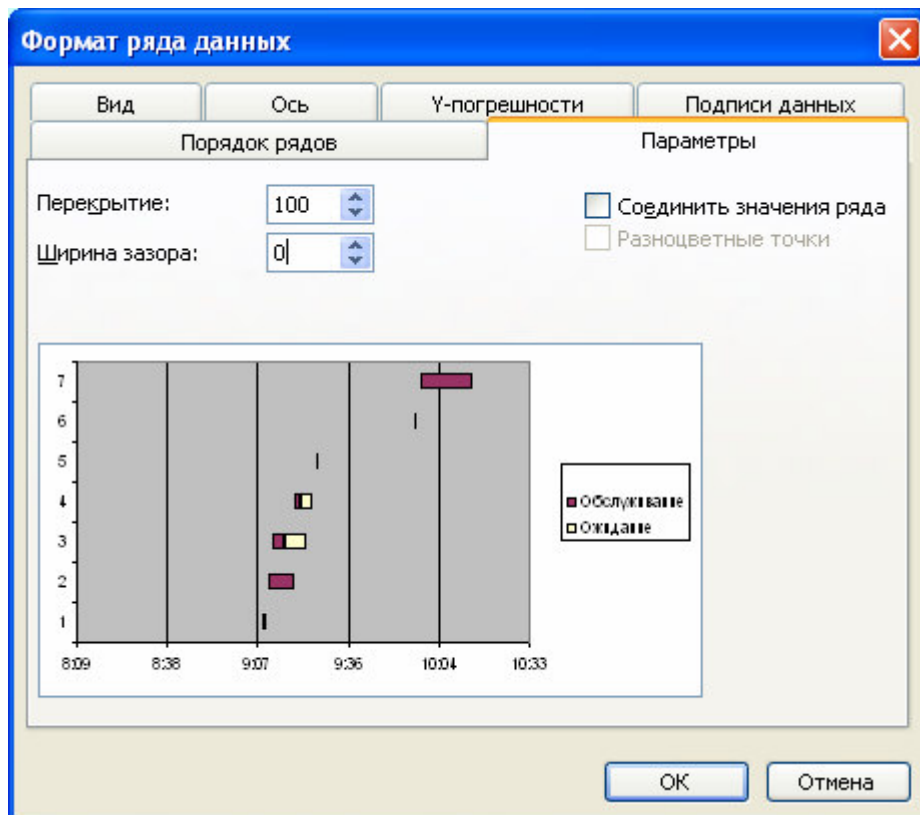 Формат ряда данных
Вид Ось Y-погрешности Подписи данных
Порядок рядов Параметры
Перекрытие: 100
Соединить значения ряда
Ширина зазора: 0
Разноцветные точки
7
6
5
4
3
2
1
8:09 8:38 9:07 9:36 10:04 10:33
Обслуживание
Ожидание
ОК Отмена